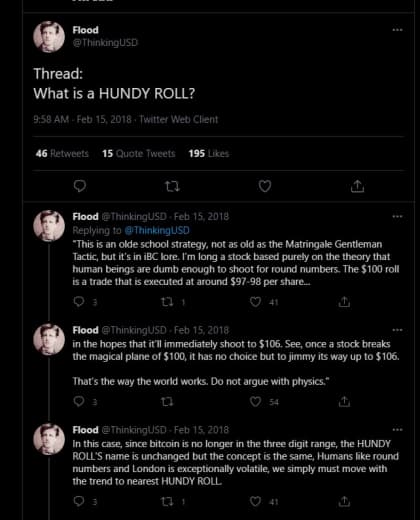 Flood
@ThinkingUSD
Thread:
What is a HUNDY ROLL?
9:58 AM · Feb 15, 2018 · Twitter Web Client
46 Retweets 15 Quote Tweets 195 Likes
Flood @ThinkingUSD · Feb 15, 2018
Replying to @ThinkingUSD
"This is an olde school strategy, not as old as the Matringale Gentleman
Tactic, but it's in iBC lore. I'm long a stock based purely on the theory that
human beings are dumb enough to shoot for round numbers. The $100 roll
is a trade that is executed at around $97-98 per share...
3 1 41
Flood @ThinkingUSD · Feb 15, 2018
in the hopes that it'll immediately shoot to $106. See, once a stock breaks
the magical plane of $100, it has no choice but to jimmy its way up to $106.
That's the way the world works. Do not argue with physics."
3 54
Flood @ThinkingUSD · Feb 15, 2018
In this case, since bitcoin is no longer in the three digit range, the HUNDY
ROLL'S name is unchanged but the concept is the same, Humans like round
numbers and London is exceptionally volatile, we simply must move with
the trend to nearest HUNDY ROLL.
3 1 41